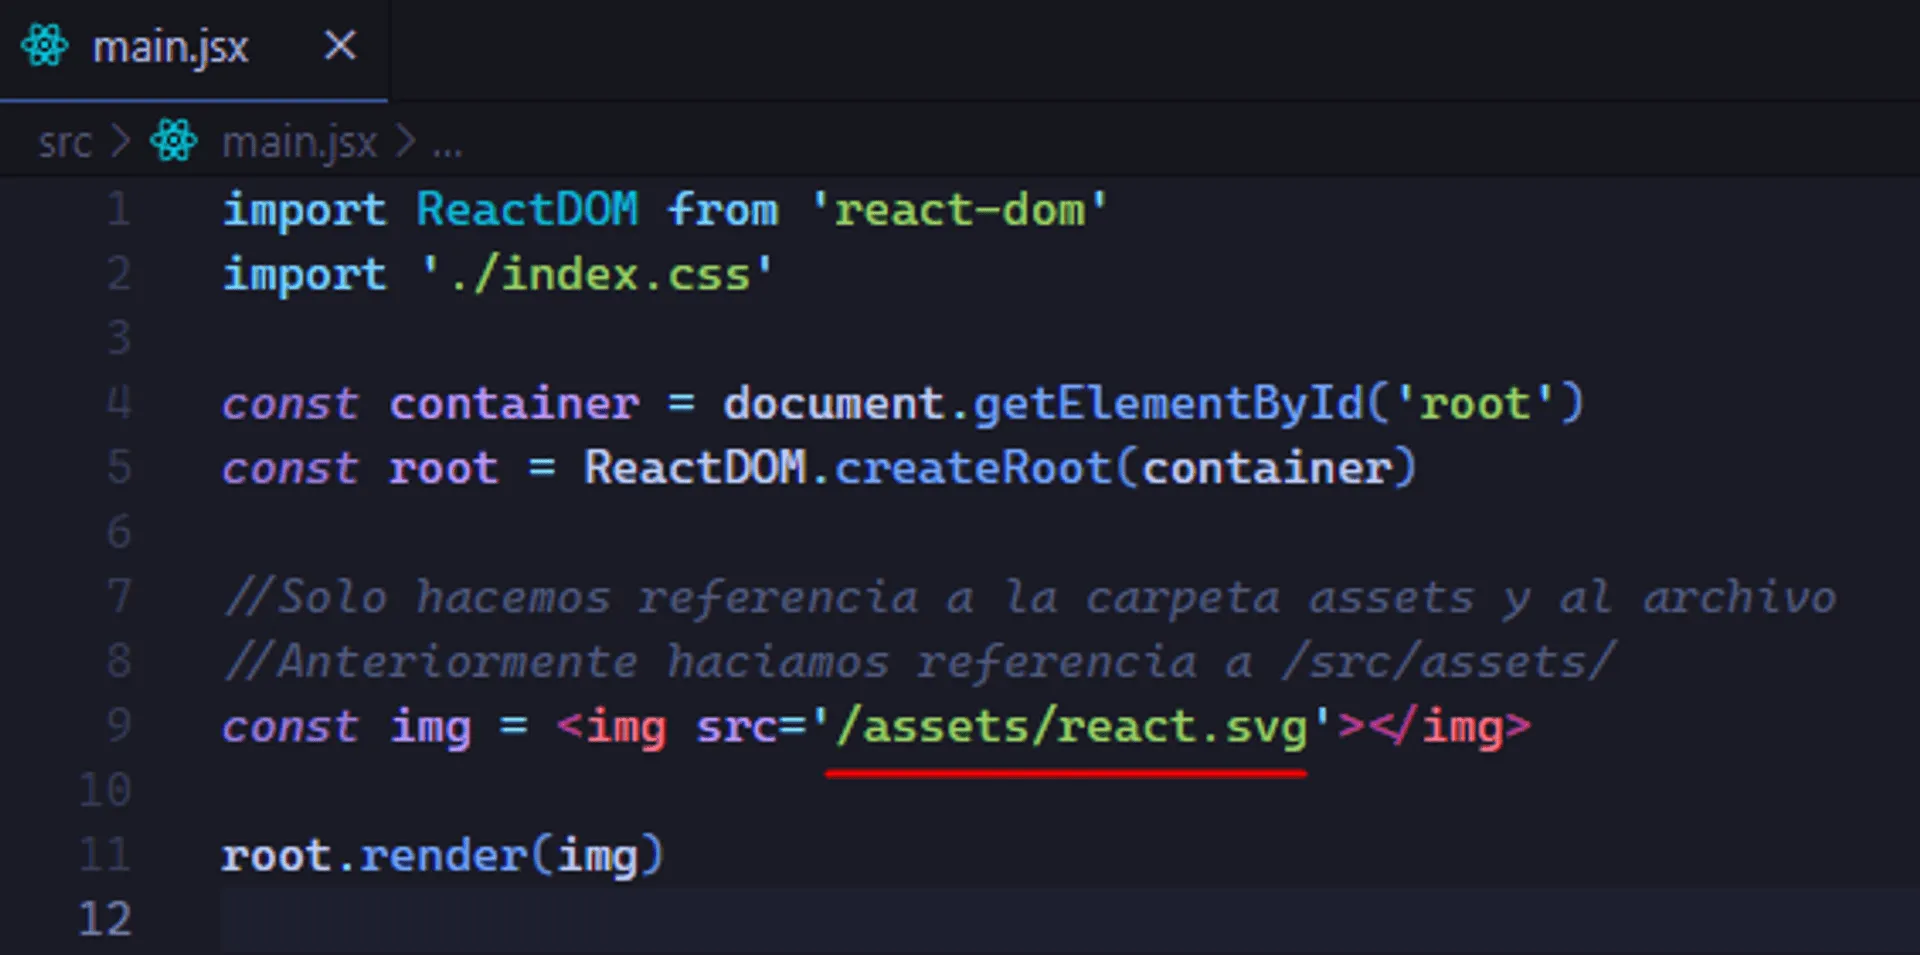 main.jsx ×
src > main.jsx > ...
1 import ReactDOM from 'react-dom'
2 import './index.css'
3
4 const container = document.getElementById('root')
5 const root = ReactDOM.createRoot(container)
6
7 //Solo hacemos referencia a la carpeta assets y al archivo
8 //Anteriormente haciamos referencia a /src/assets/
9 const img = <img src='/assets/react.svg'></img>
10
11 root.render(img)
12